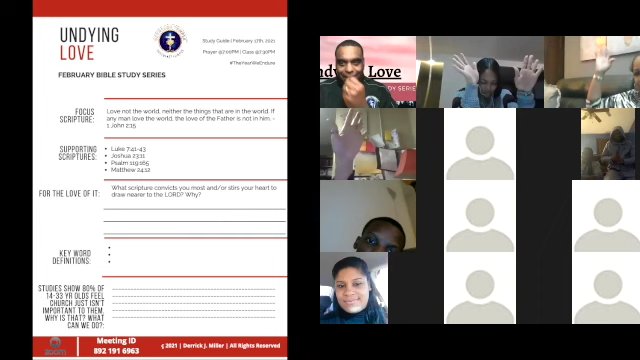 UNDYING
LOVE
Study Guide | February 17th, 2021
Prayer @7:00PM | Class @7:30PM
#TheYearWeEndure
FEBRUARY BIBLE STUDY SERIES
FOCUS
SCRIPTURE:
Love not the world, neither the things that are in the world. If
any man love the world, the love of the Father is not in him. -
1 John 2:15
SUPPORTING
SCRIPTURES:
• Luke 7:41-43
• Joshua 23:11
• Psalm 119:165
• Matthew 24:12
FOR THE LOVE OF IT:
What scripture convicts you most and/or stirs your heart to
draw nearer to the LORD? Why?
KEY WORD
DEFINITIONS:
STUDIES SHOW 80% OF
14-33 YR OLDS FEEL
CHURCH JUST ISN'T
IMPORTANT TO THEM.
WHY IS THAT? WHAT
CAN WE DO?:
zoom
Meeting ID
892 191 6963
© 2021 | Derrick J. Miller | All Rights Reserved
Love
DY SERIES